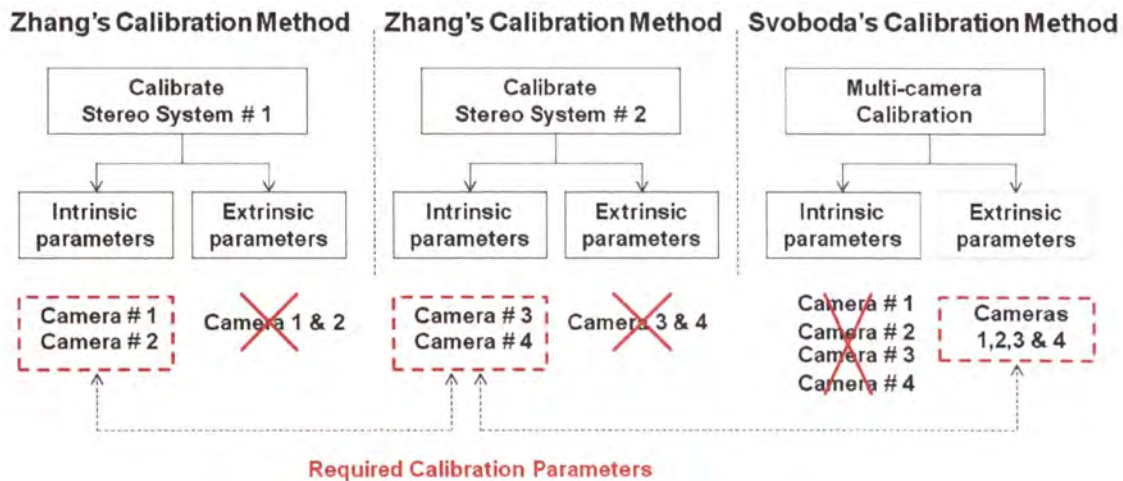 Zhang's Calibration Method
Calibrate
Stereo System # 1
Intrinsic
parameters
Extrinsic
parameters
Camera # 1
Camera # 2
Camera 1 & 2
Zhang's Calibration Method
Calibrate
Stereo System # 2
Intrinsic
parameters
Extrinsic
parameters
Camera # 3
Camera # 4
Camera 3 & 4
Svoboda's Calibration Method
Multi-camera
Calibration
Intrinsic
parameters
Extrinsic
parameters
Camera # 1
Camera # 2
Camera # 3
Camera # 4
Cameras
1,2,3 & 4
Required Calibration Parameters